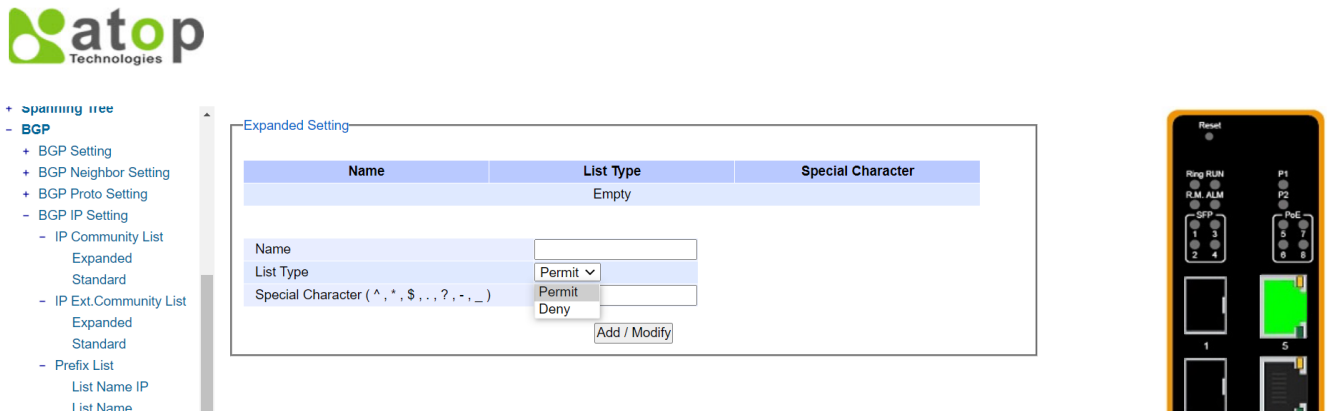 atop
Technologies
+ Spanning Tree
− BGP
+ BGP Setting
+ BGP Neighbor Setting
+ BGP Proto Setting
− BGP IP Setting
− IP Community List
Expanded
Standard
− IP Ext.Community List
Expanded
Standard
− Prefix List
List Name IP
List Name
Expanded Setting
Name List Type Special Character
Empty
Name
List Type Permit
Permit
Deny
Special Character ( ^ , * , $ , . , ? , - , _ )
Add / Modify
Reset
Ring RUN P1
R.M. ALM P2
SFP PoE
1 3 5 7
2 4 6 8
1 5